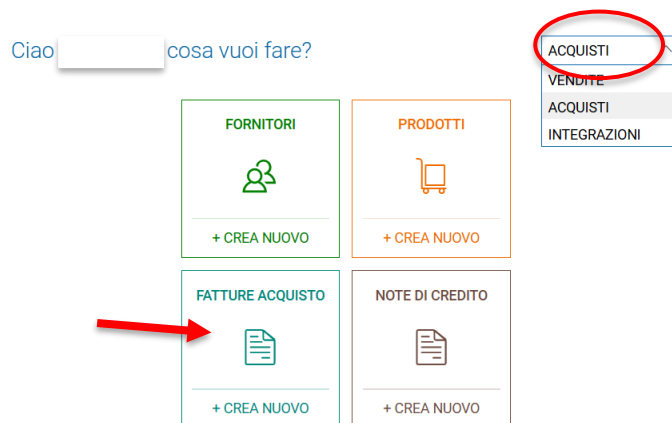 Ciao cosa vuoi fare?
ACQUISTI
VENDITE
ACQUISTI
INTEGRAZIONI
FORNITORI
PRODOTTI
+ CREA NUOVO
+ CREA NUOVO
FATTURE ACQUISTO
NOTE DI CREDITO
+ CREA NUOVO
+ CREA NUOVO